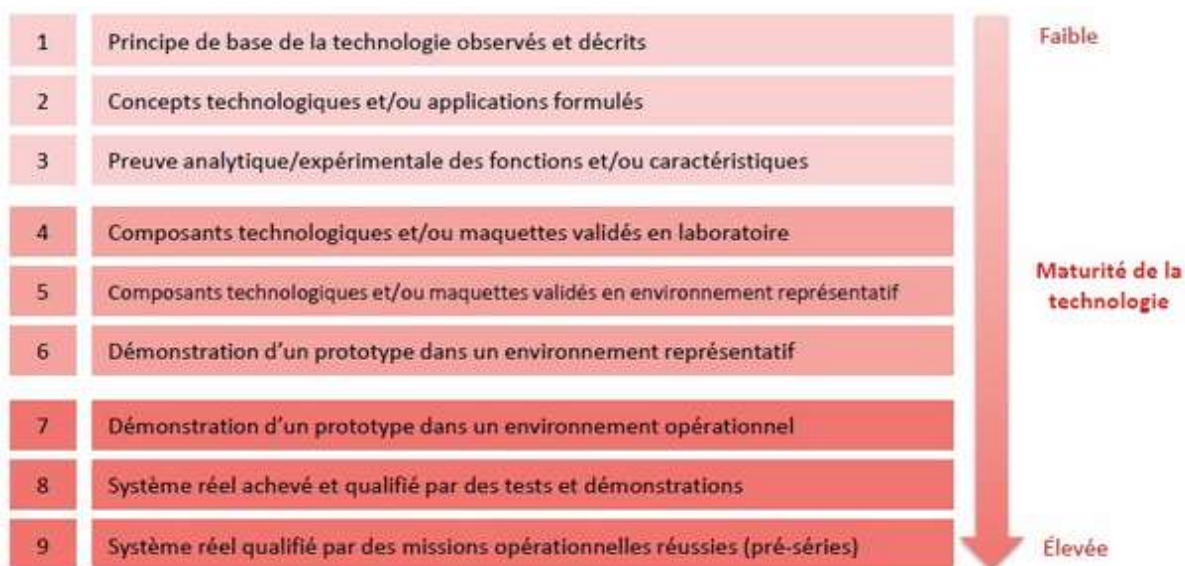 1 Principe de base de la technologie observés et décrits
Faible
2 Concepts technologiques et/ou applications formulés
3 Preuve analytique/expérimentale des fonctions et/ou caractéristiques
4 Composants technologiques et/ou maquettes validés en laboratoire
5 Composants technologiques et/ou maquettes validés en environnement représentatif
Maturité de la
technologie
6 Démonstration d'un prototype dans un environnement représentatif
7 Démonstration d'un prototype dans un environnement opérationnel
8 Système réel achevé et qualifié par des tests et démonstrations
9 Système réel qualifié par des missions opérationnelles réussies (pré-séries)
Élevée